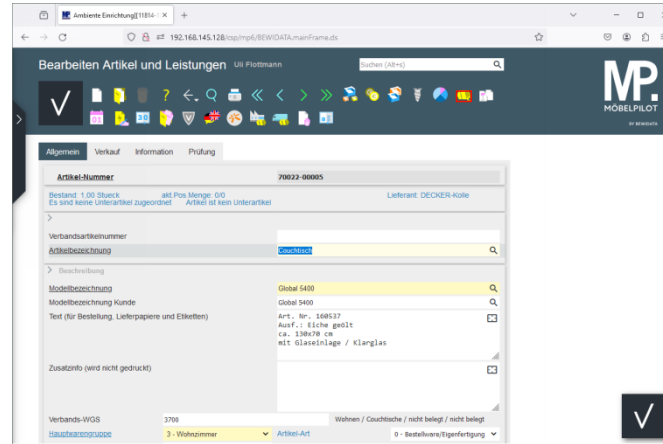 Ambiente Einrichtung][11814-1
192.168.145.128/csp/mp6/BEWIDATA.mainFrame.cls
Bearbeiten Artikel und Leistungen Uli Flottmann
Suchen (Alt+s)
MP.
MÖBELPILOT
BY BEWIDATA
Allgemein Verkauf Information Prüfung
Artikel-Nummer 70022-00005
Bestand: 1,00 Stueck akt.Pos.Menge: 0/0 Lieferant: DECKER-Kolle
Es sind keine Unterartikel zugeordnet Artikel ist kein Unterartikel
Verbandsartikelnummer
Artikelbezeichnung Couchtisch
Beschreibung
Modellbezeichnung Global 5400
Modellbezeichnung Kunde Global 5400
Text (für Bestellung, Lieferpapiere und Etiketten) Art. Nr. 160537
Ausf.: Eiche geölt
ca. 130x70 cm
mit Glaseinlage / Klarglas
Zusatzinfo (wird nicht gedruckt)
Verbands-WGS 3700 Wohnen / Couchtische / nicht belegt / nicht belegt
Hauptwarengruppe 3 - Wohnzimmer Artikel-Art 0 - Bestellware/Eigenfertigung